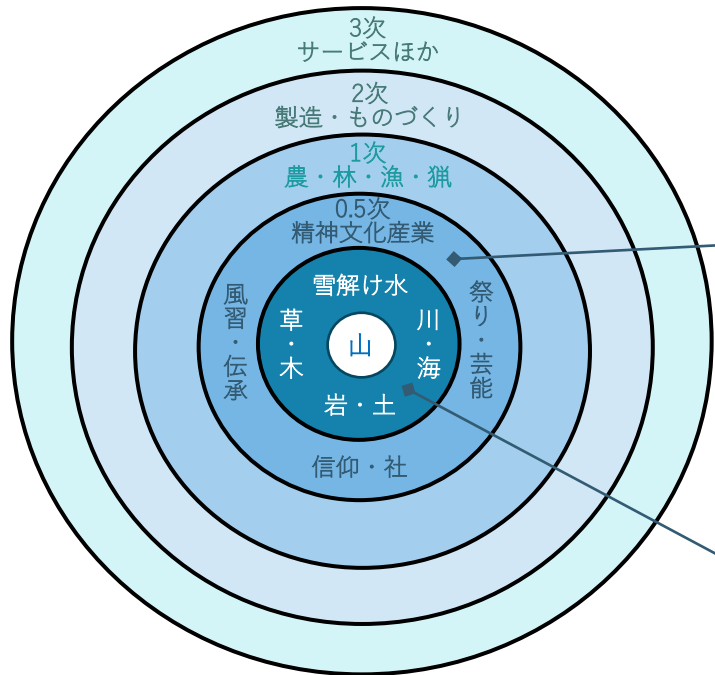 3次
サービスほか
2次
製造・ものづくり
1次
農・林・漁・猟
0.5次
精神文化産業
風習・伝承
祭り・芸能
信仰・社
雪解け水
草・木
川・海
岩・土
山